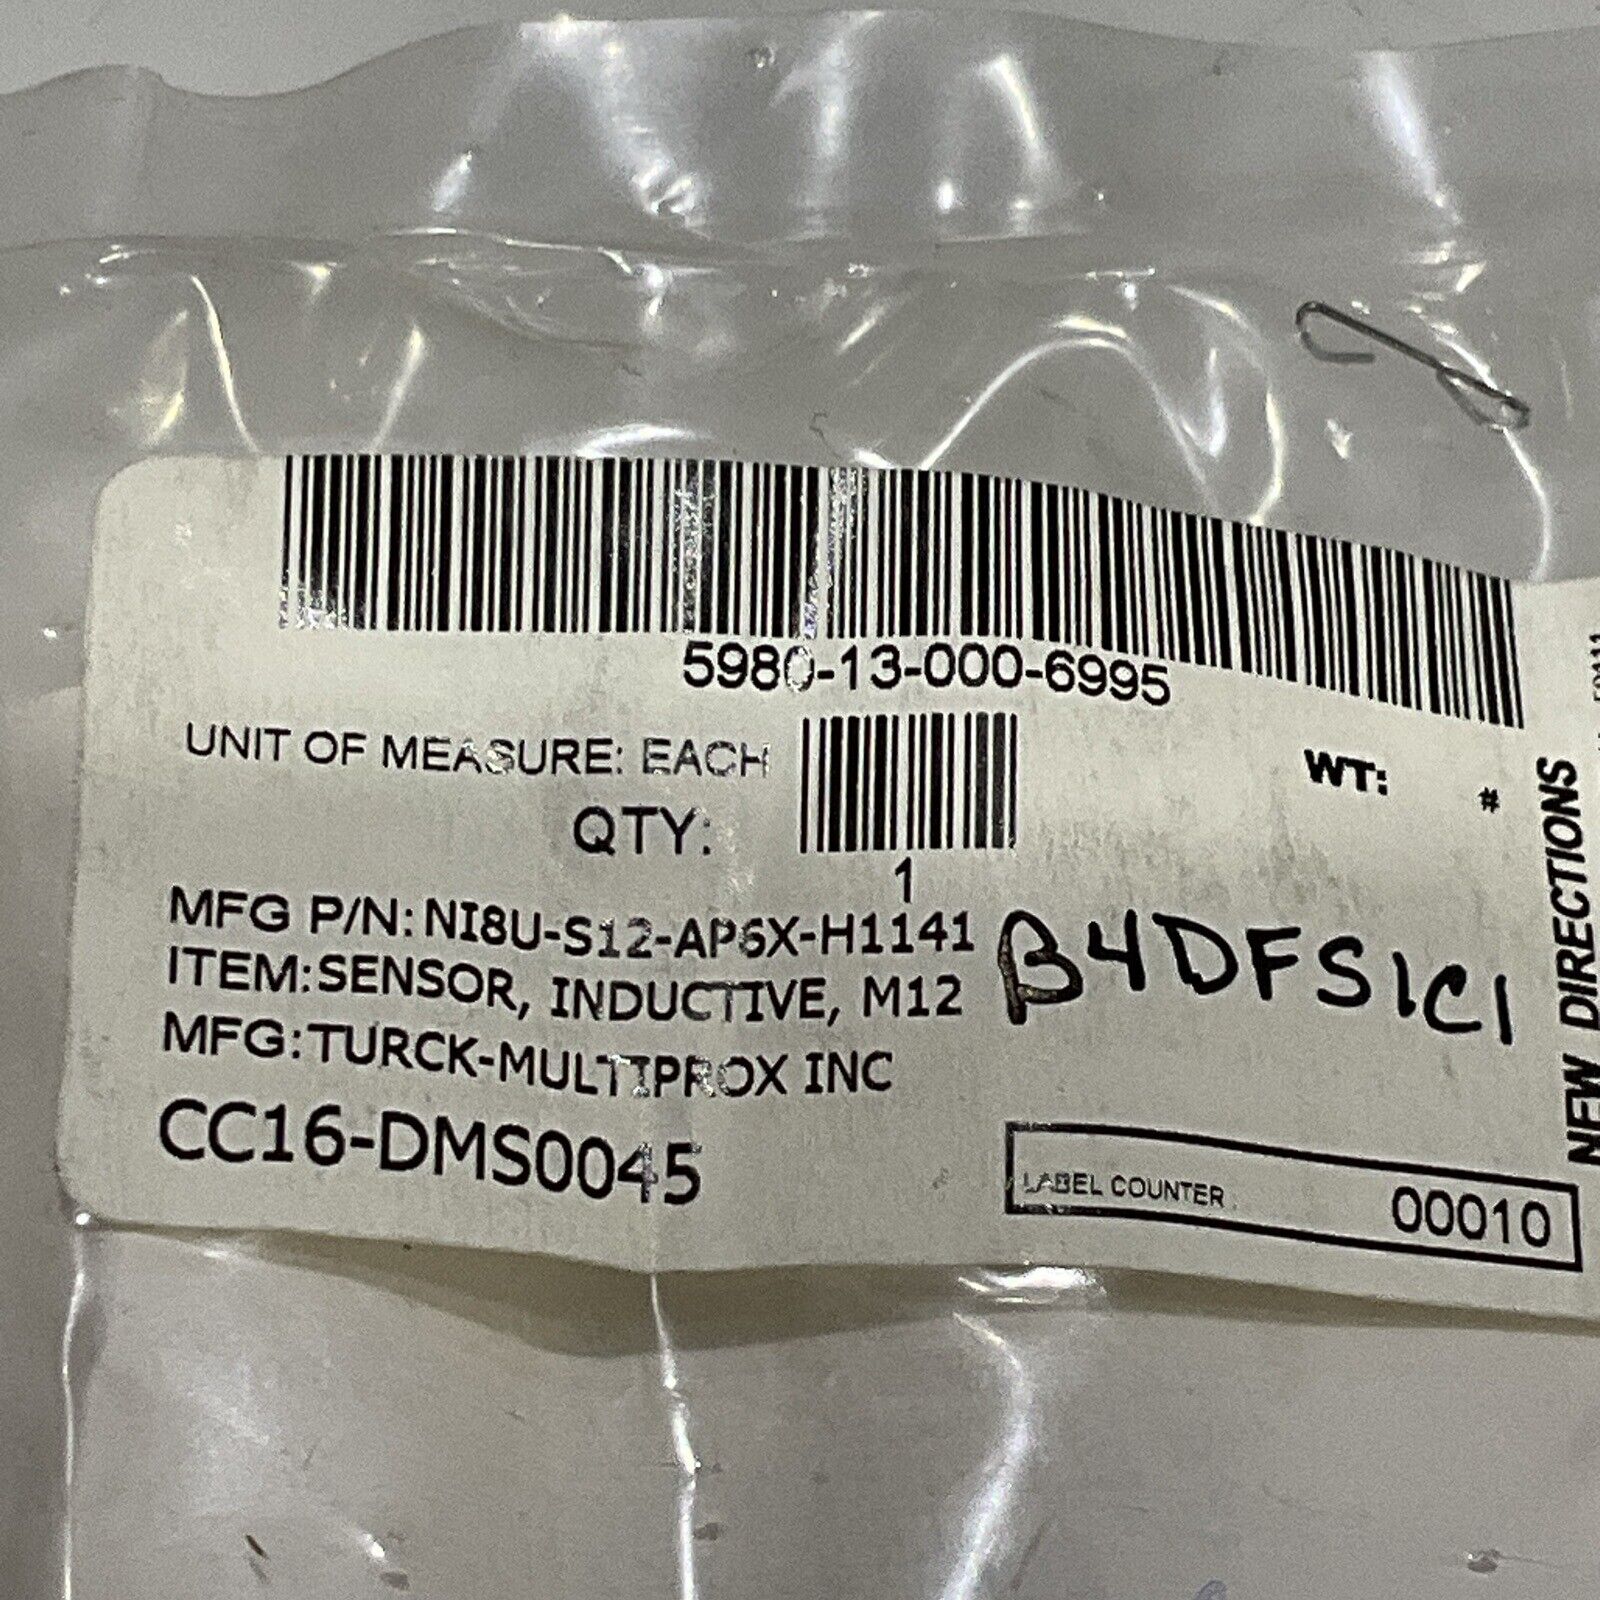 5980-13-000-6995
UNIT OF MEASURE: EACH
WT: #
QTY:
1
MFG P/N: NI8U-S12-AP6X-H1141
ITEM: SENSOR, INDUCTIVE, M12
B4DFS1C1
MFG: TURCK-MULTIPROX INC
CC16-DMS0045
LABEL COUNTER:
00010
NEW DIRECTIONS